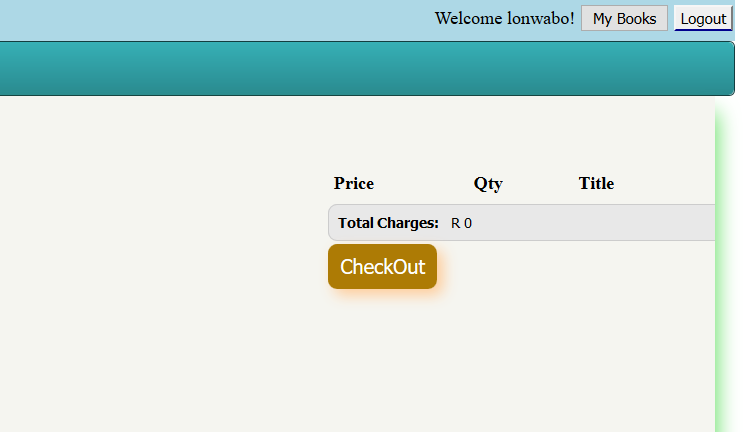 Welcome lonwabo! My Books Logout
Price Qty Title
Total Charges: R 0
CheckOut